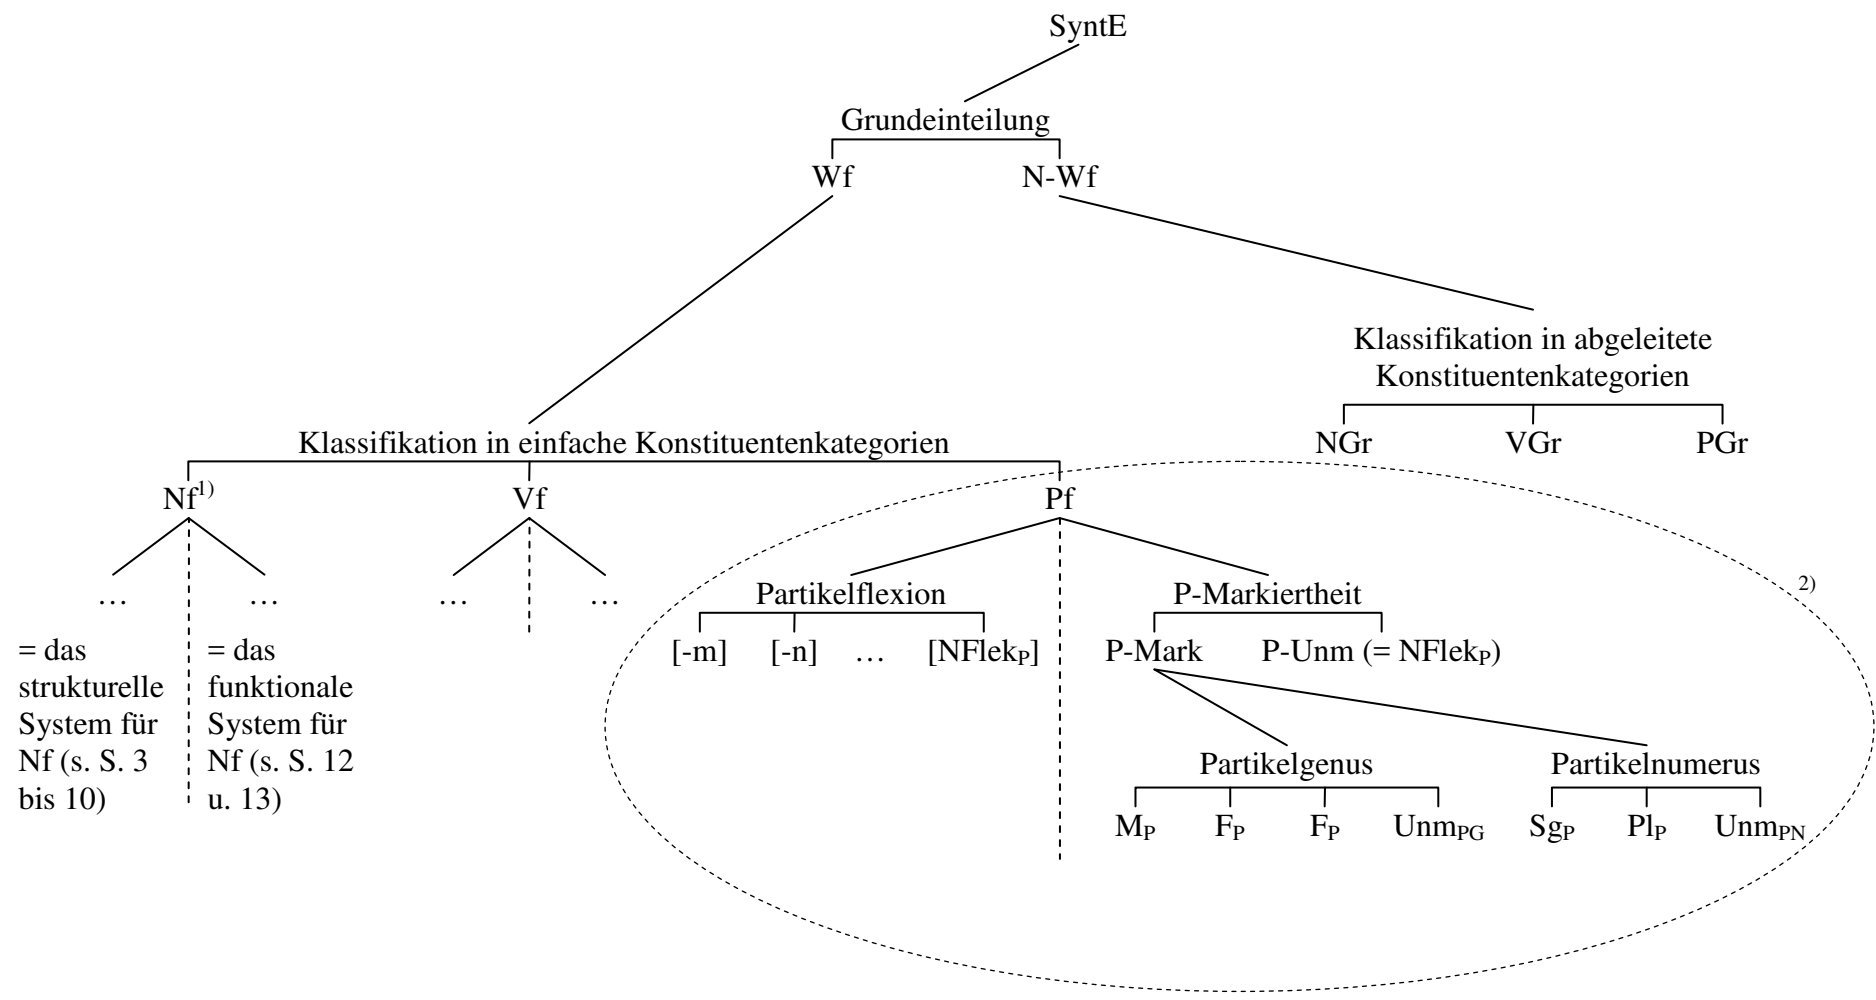 SyntE
Grundeinteilung
Wf N-Wf
Klassifikation in abgeleitete
Konstituentenkategorien
NGr VGr PGr
Klassifikation in einfache Konstituentenkategorien
Nf1) Vf Pf
… … … …
Partikelflexion P-Markiertheit 2)
[-m] [-n] … [NFlekP] P-Mark P-Unm (= NFlekP)
= das
strukturelle
System für
Nf (s. S. 3
bis 10)
= das
funktionale
System für
Nf (s. S. 12
u. 13)
Partikelgenus Partikelnumerus
MP FP FP UnmPG SgP PlP UnmPN